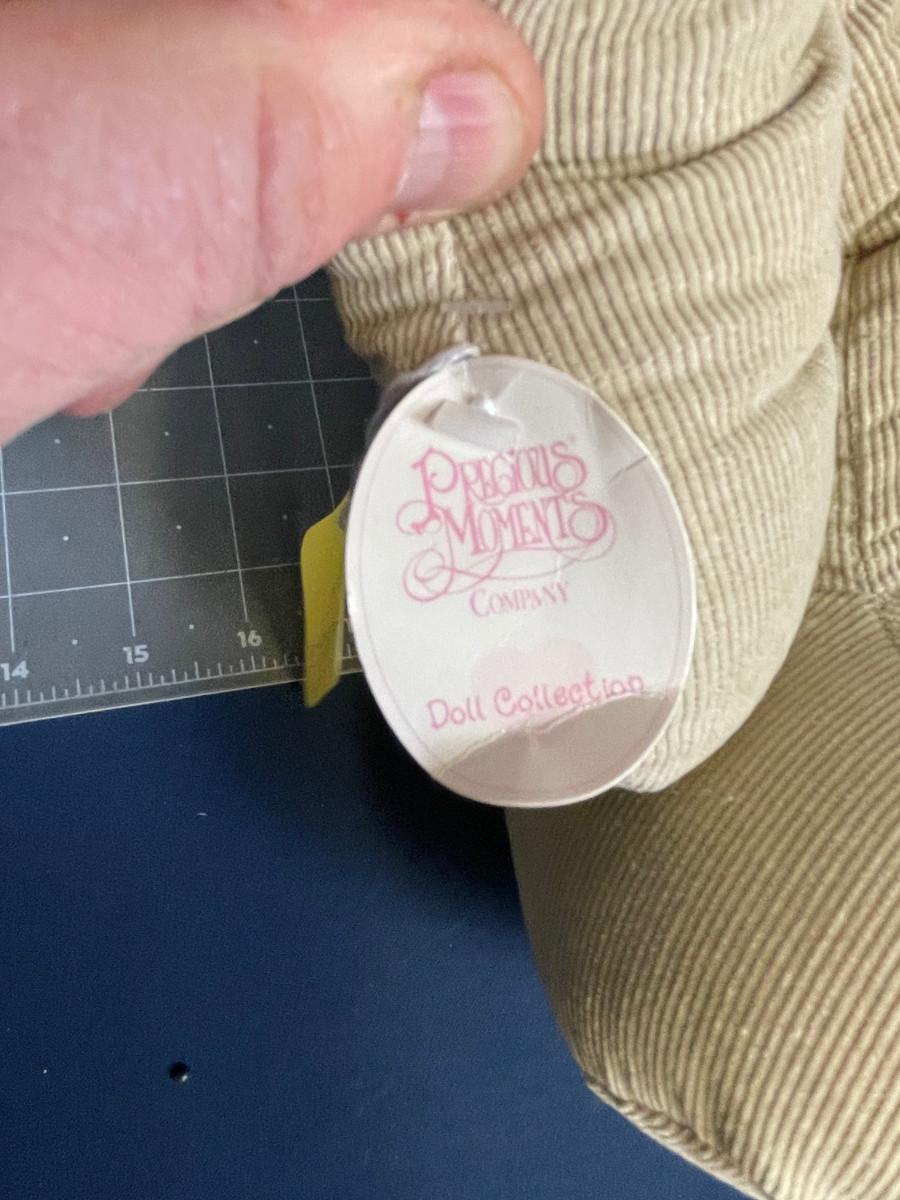 PRECIOUS
MOMENTS
COMPANY
Doll Collection
14 15 16